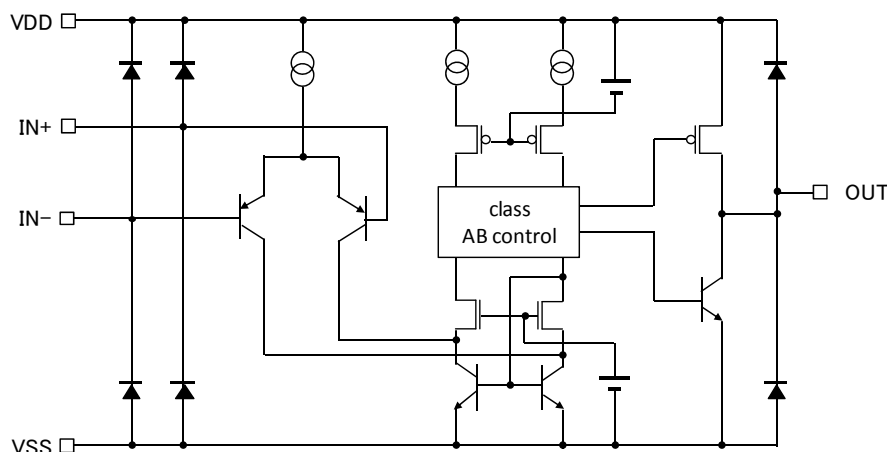 VDD
IN+
IN−
class
AB control
OUT
VSS